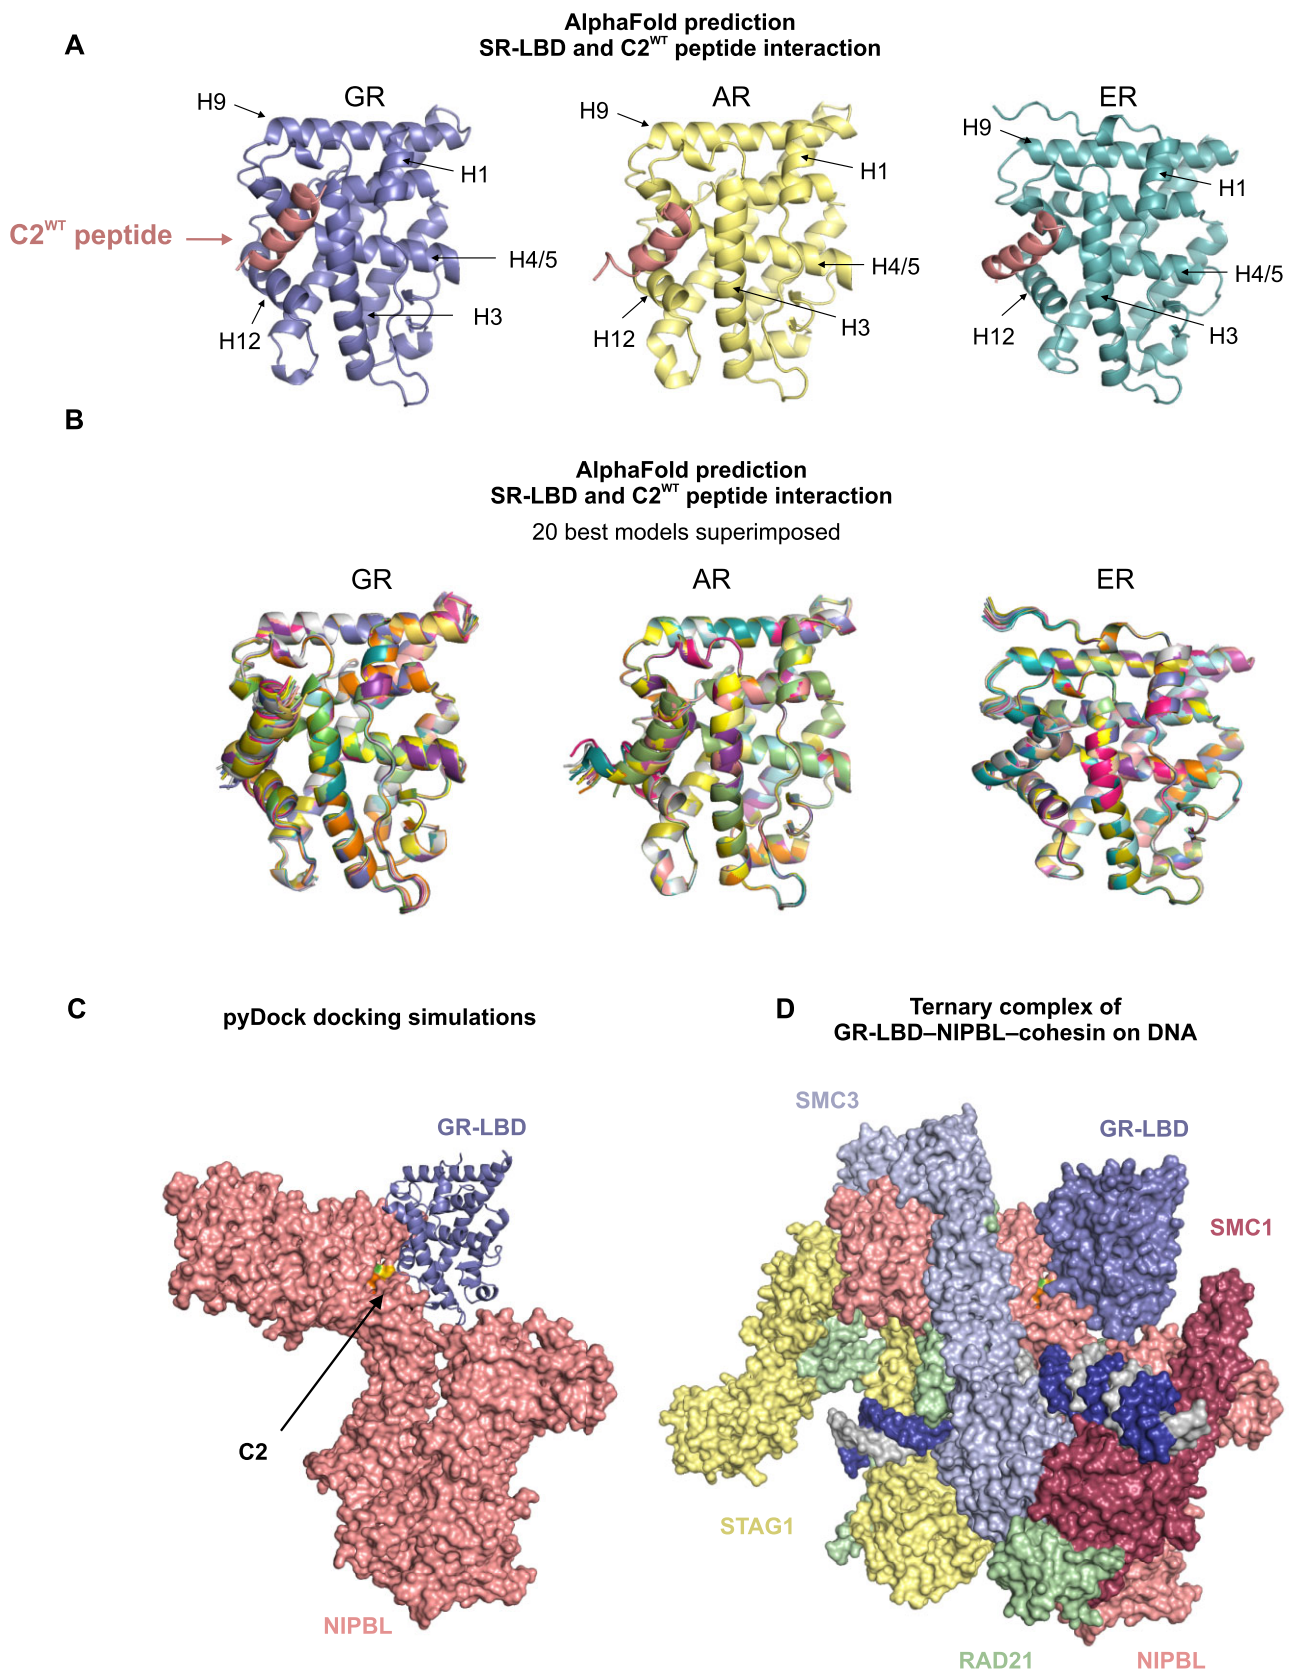 A
AlphaFold prediction
SR-LBD and C2WT peptide interaction
GR
AR
ER
H9
H1
C2WT peptide
H4/5
H3
H12
H9
H1
H4/5
H3
H12
H9
H1
H4/5
H3
H12
B
AlphaFold prediction
SR-LBD and C2WT peptide interaction
20 best models superimposed
GR
AR
ER
C
pyDock docking simulations
GR-LBD
C2
NIPBL
D
Ternary complex of
GR-LBD–NIPBL–cohesin on DNA
SMC3
GR-LBD
SMC1
STAG1
RAD21
NIPBL